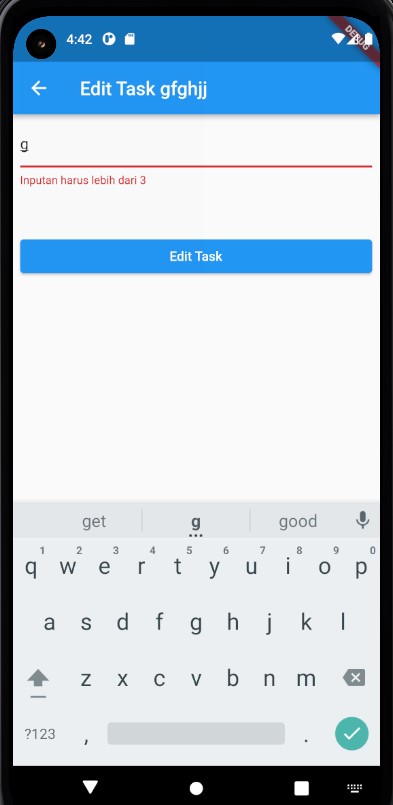 4:42
DEBUG
Edit Task gfghjj
g
Inputan harus lebih dari 3
Edit Task
get g good
1 2 3 4 5 6 7 8 9 0
q w e r t y u i o p
a s d f g h j k l
z x c v b n m
?123 , .